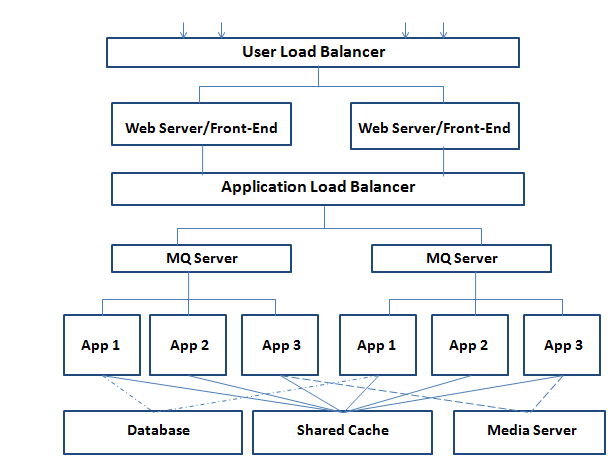 User Load Balancer
Web Server/Front-End
Web Server/Front-End
Application Load Balancer
MQ Server
MQ Server
App 1
App 2
App 3
App 1
App 2
App 3
Database
Shared Cache
Media Server